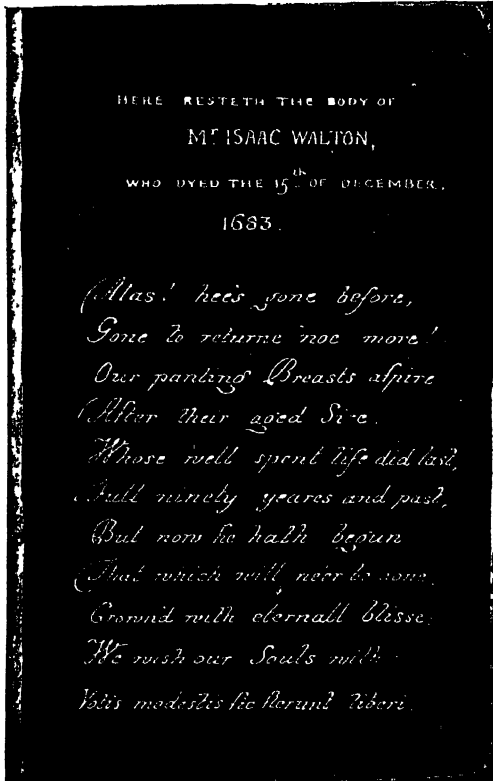 HERE RESTETH THE BODY OF
Mr ISAAC WALTON,
WHO DYED THE 15th OF DECEMBER,
1683.
Alas! hee's gone before,
Gone to returne noe more!
Our panting Breasts aspire
After their aged Sire.
Whose well spent life did last,
Full ninety yeares and past,
But now he hath begun
That which will ne'er be done,
Crown'd with eternall blisse:
We wish our Souls with
Votis modestis sic flerunt liberi.